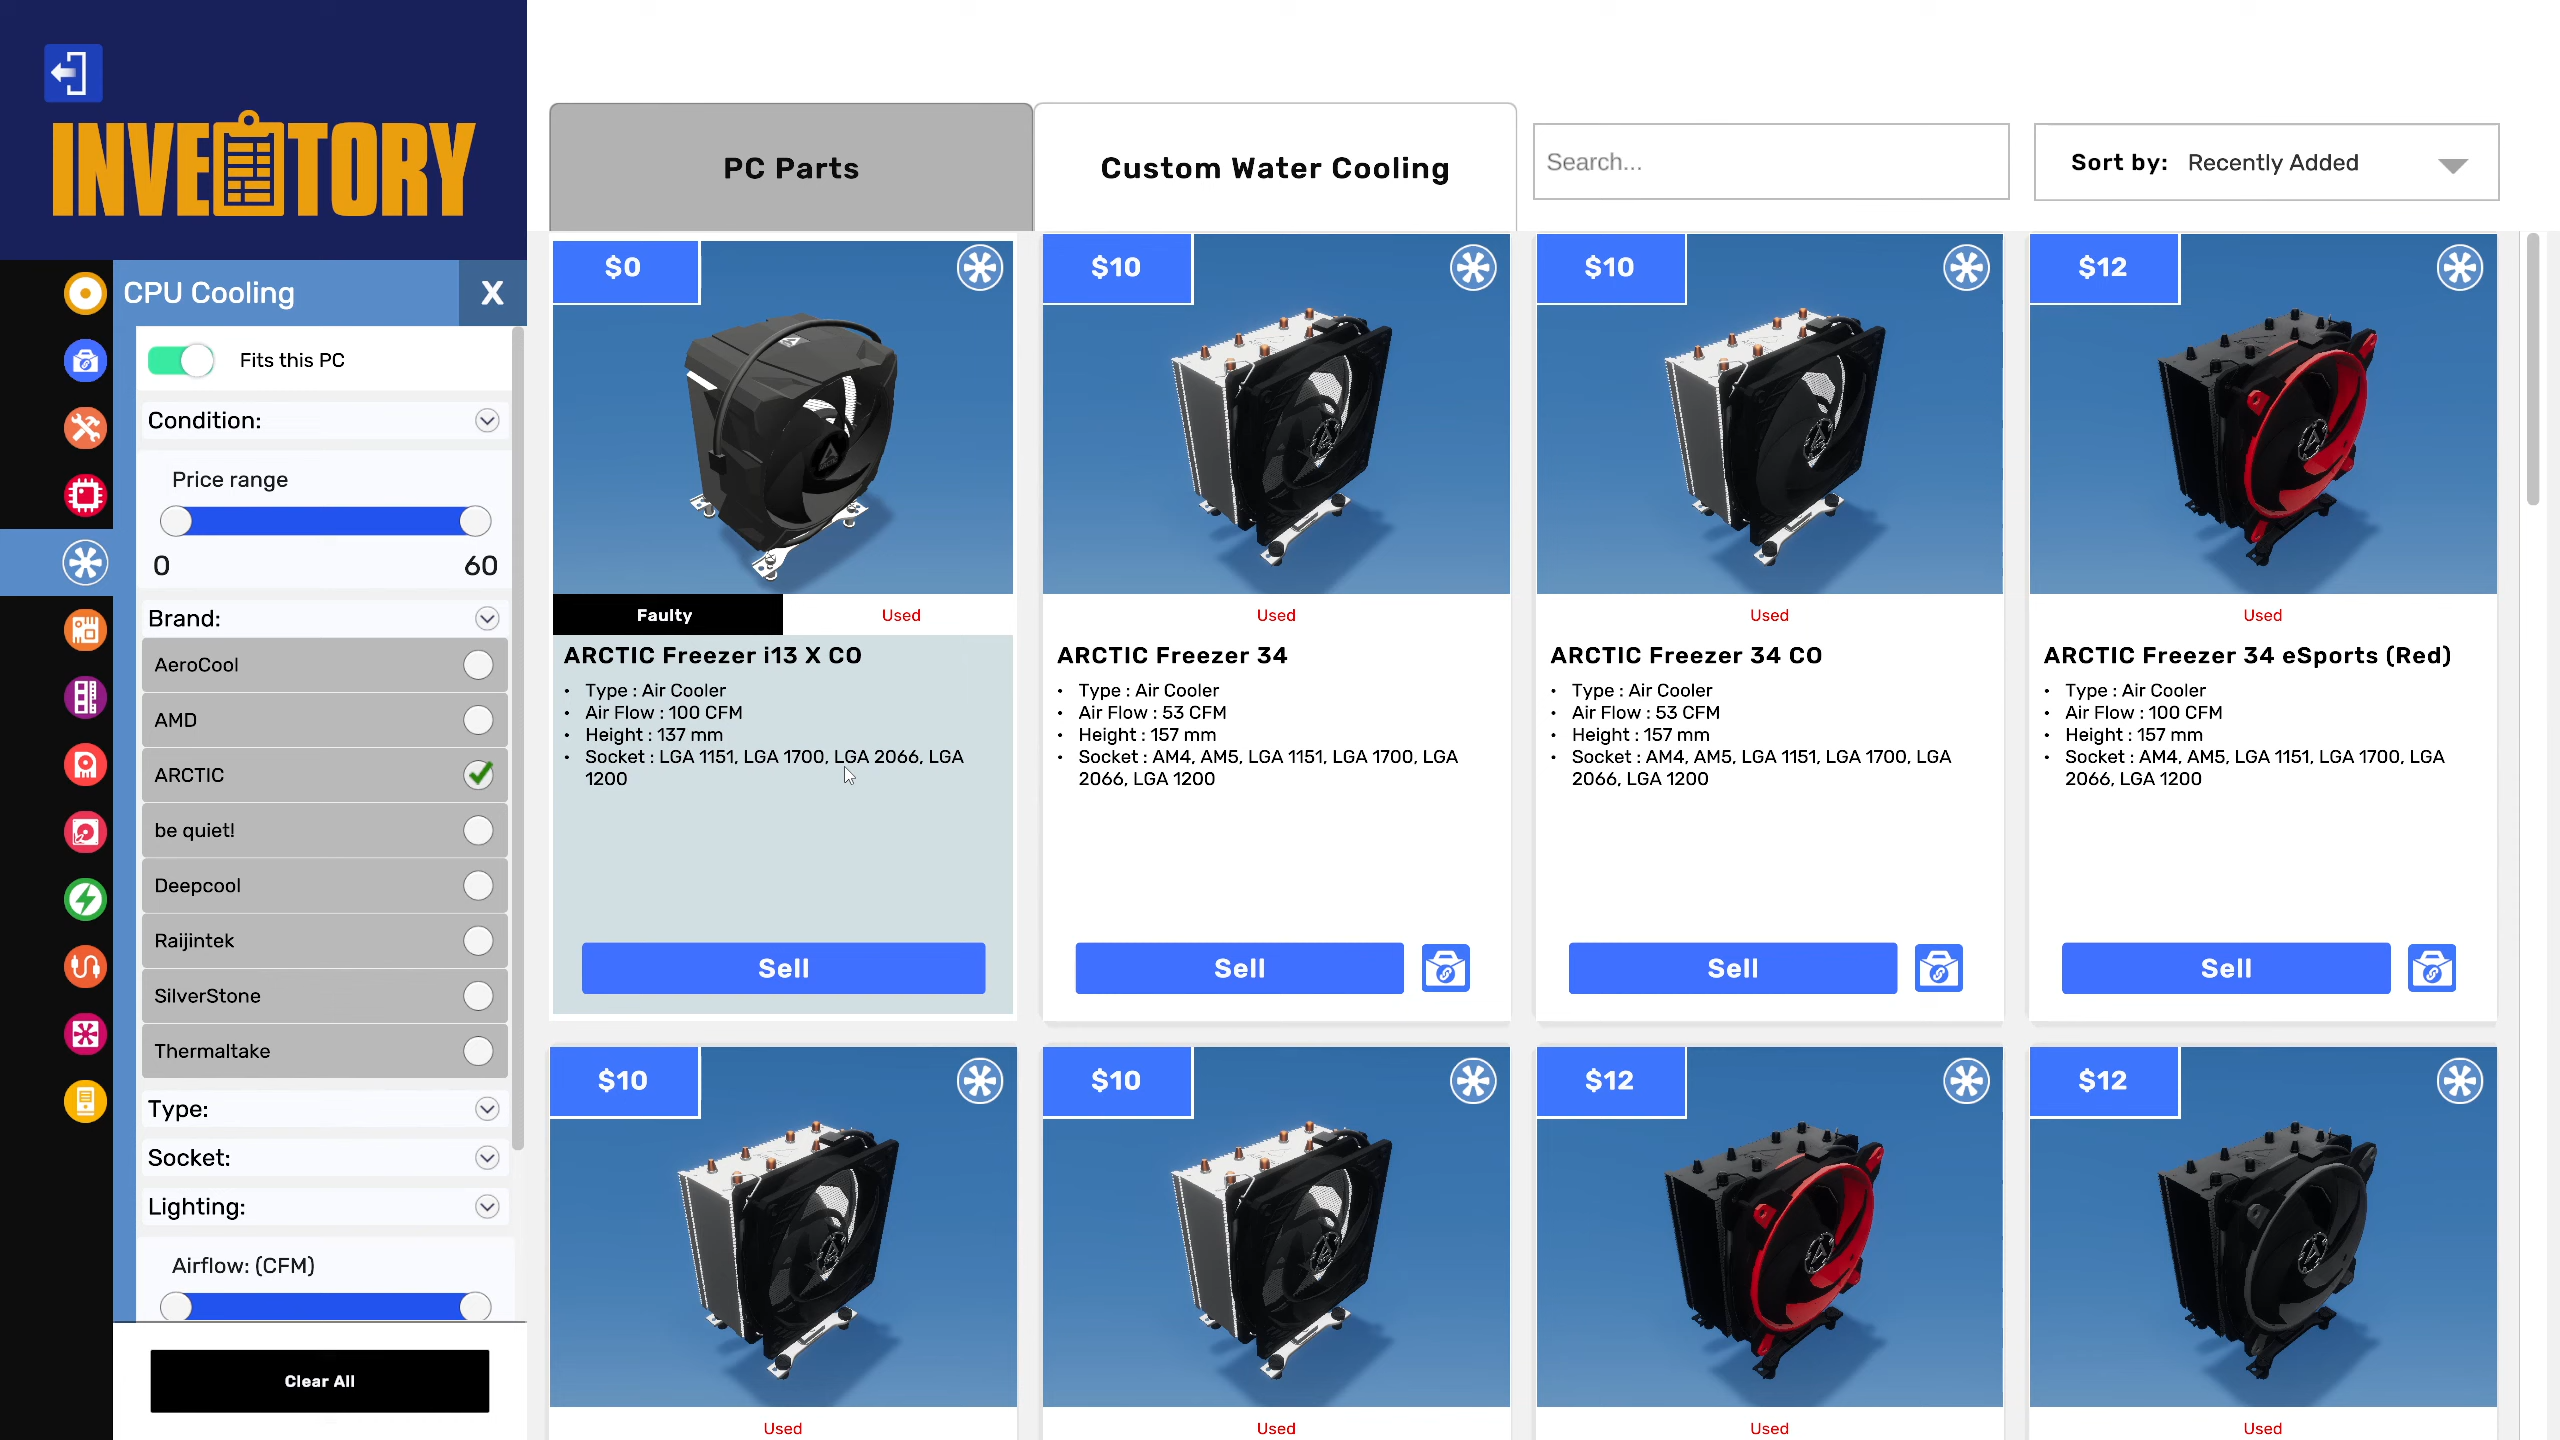 INVENTORY
PC Parts
Custom Water Cooling
Search...
Sort by: Recently Added
CPU Cooling
X
Fits this PC
Condition:
Price range
0
60
Brand:
AeroCool
AMD
ARCTIC
be quiet!
Deepcool
Raijintek
SilverStone
Thermaltake
Type:
Socket:
Lighting:
Airflow: (CFM)
Clear All
$0
Faulty
Used
ARCTIC Freezer i13 X CO
• Type : Air Cooler
• Air Flow : 100 CFM
• Height : 137 mm
• Socket : LGA 1151, LGA 1700, LGA 2066, LGA
1200
Sell
$10
Used
ARCTIC Freezer 34
• Type : Air Cooler
• Air Flow : 53 CFM
• Height : 157 mm
• Socket : AM4, AM5, LGA 1151, LGA 1700, LGA
2066, LGA 1200
Sell
$10
Used
ARCTIC Freezer 34 CO
• Type : Air Cooler
• Air Flow : 53 CFM
• Height : 157 mm
• Socket : AM4, AM5, LGA 1151, LGA 1700, LGA
2066, LGA 1200
Sell
$12
Used
ARCTIC Freezer 34 eSports (Red)
• Type : Air Cooler
• Air Flow : 100 CFM
• Height : 157 mm
• Socket : AM4, AM5, LGA 1151, LGA 1700, LGA
2066, LGA 1200
Sell
$10
Used
$10
Used
$12
Used
$12
Used